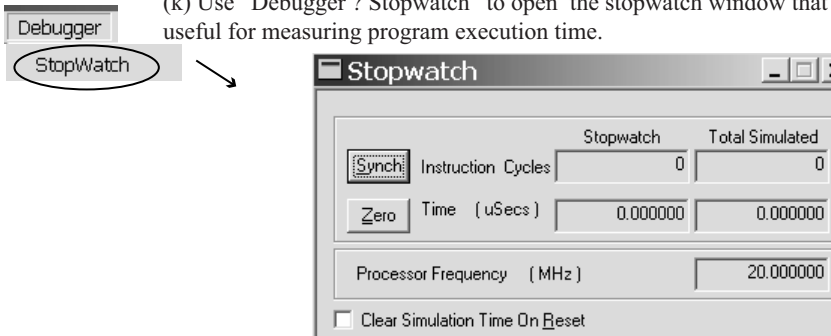 (k) Use "Debugger ? Stopwatch" to open the stopwatch window that
useful for measuring program execution time.
Debugger
StopWatch
Stopwatch
Stopwatch Total Simulated
Synch Instruction Cycles 0 0
Zero Time (uSecs) 0.000000 0.000000
Processor Frequency (MHz) 20.000000
Clear Simulation Time On Reset